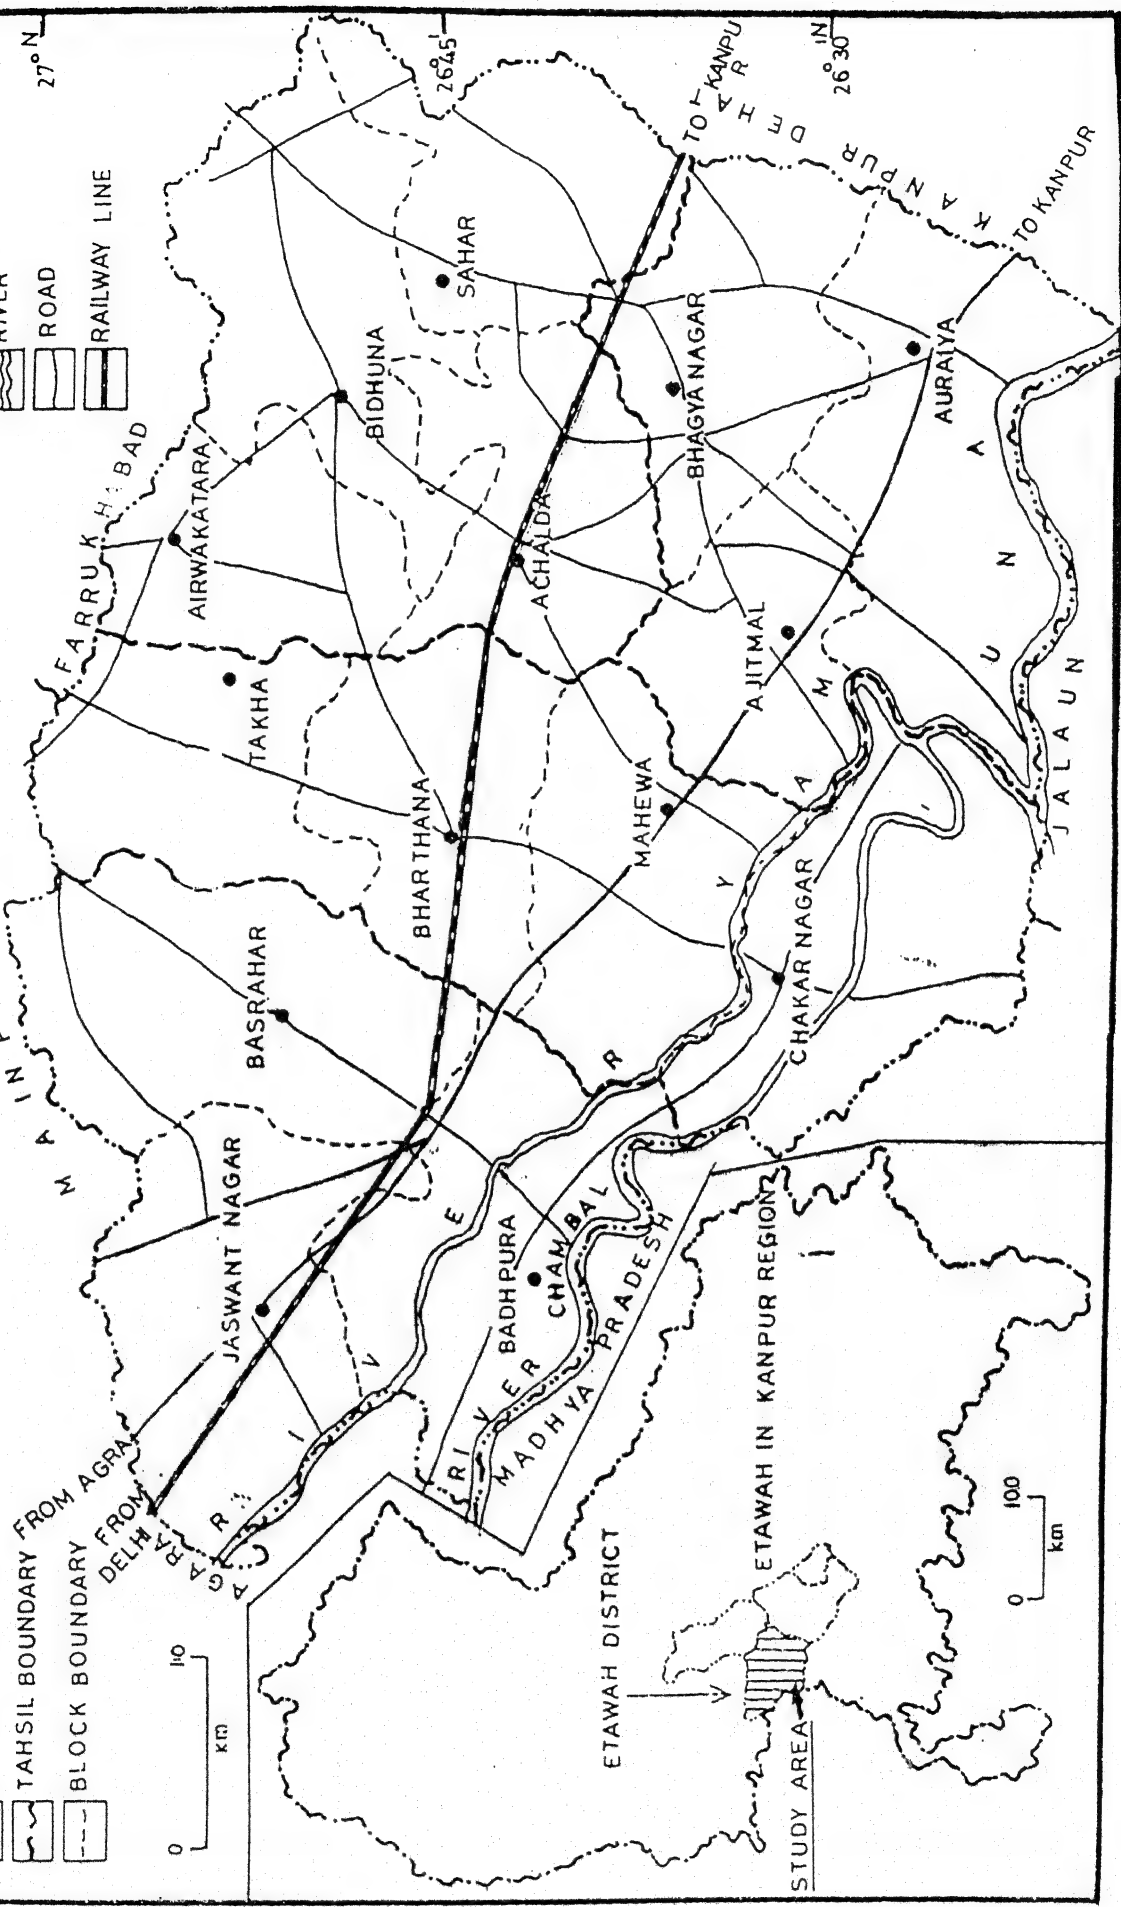 TAHSIL BOUNDARY
BLOCK BOUNDARY
0 10
km
ROAD
RAILWAY LINE
27° N
26° 45'
26° 30' N
FROM AGRA
FROM
DELHI
AGARA
FARRUKHABAD
KANPUR DEHAT
TO KANPUR
TO KANPUR
JALAUN
MADHYA PRADESH
RIVER YAMUNA
RIVER CHAMBAL
JASWANT NAGAR
BASRAHAR
BHARTHANA
TAKHA
AIRWAKATARA
BIDHUNA
SAHAR
ACHALDA
BHAGYA NAGAR
AURAIYA
AJITMAL
MAHEWA
CHAKAR NAGAR
BADHPURA
ETAWAH DISTRICT
ETAWAH IN KANPUR REGION
STUDY AREA
0 100
km